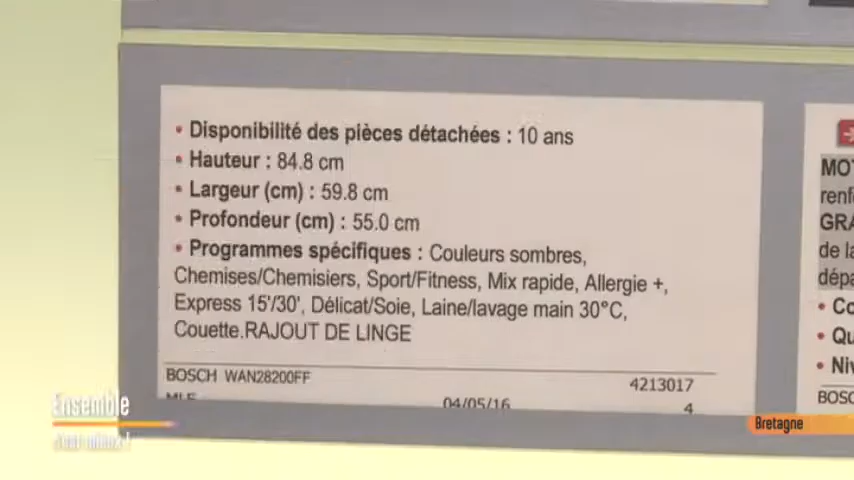 • Disponibilité des pièces détachées : 10 ans
• Hauteur : 84.8 cm
• Largeur (cm) : 59.8 cm
• Profondeur (cm) : 55.0 cm
• Programmes spécifiques : Couleurs sombres,
Chemises/Chemisiers, Sport/Fitness, Mix rapide, Allergie +,
Express 15'/30', Délicat/Soie, Laine/lavage main 30°C,
Couette.RAJOUT DE LINGE
BOSCH WAN28200FF
4213017
04/05/16
4
MO
renf
GRA
de la
dépa
• Co
• Qu
• Niv
BOSC
Ensemble
Bretagne